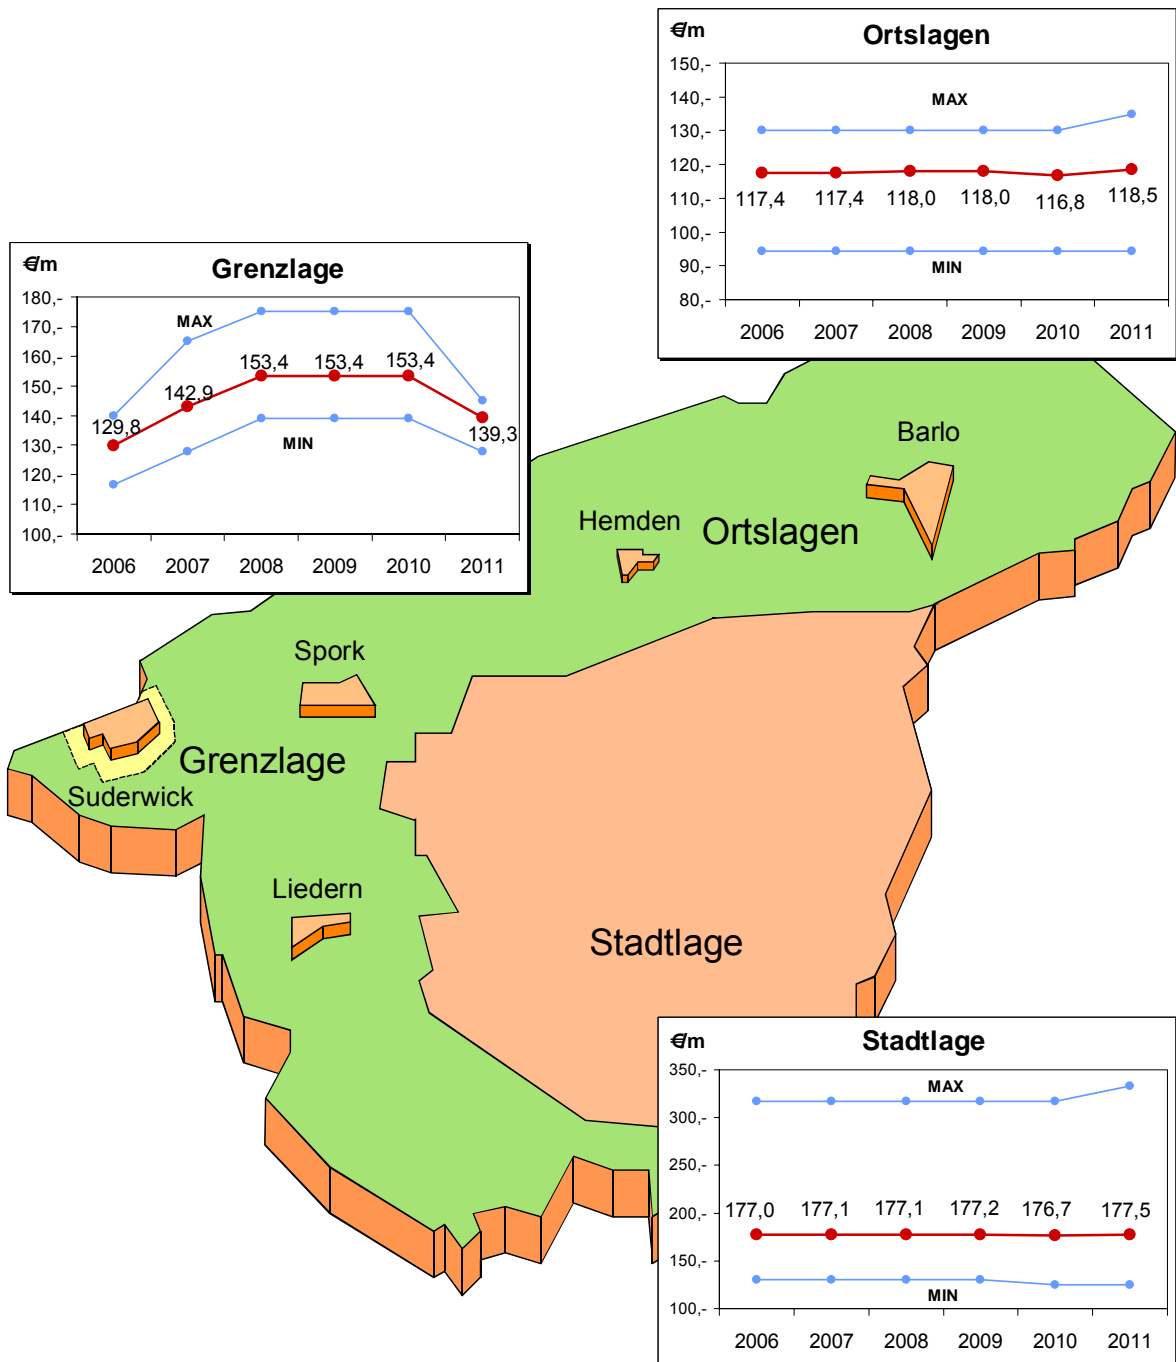 €/m
Ortslagen
150,-
140,-
130,-
120,-
110,-
100,-
90,-
80,-
MAX
117,4 117,4 118,0 118,0 116,8 118,5
MIN
2006 2007 2008 2009 2010 2011
€/m
Grenzlage
180,-
170,-
160,-
150,-
140,-
130,-
120,-
110,-
100,-
MAX
129,8 142,9 153,4 153,4 153,4 139,3
MIN
2006 2007 2008 2009 2010 2011
Barlo
Hemden
Ortslagen
Spork
Grenzlage
Suderwick
Liedern
Stadtlage
€/m
Stadtlage
350,-
300,-
250,-
200,-
150,-
100,-
MAX
177,0 177,1 177,1 177,2 176,7 177,5
MIN
2006 2007 2008 2009 2010 2011